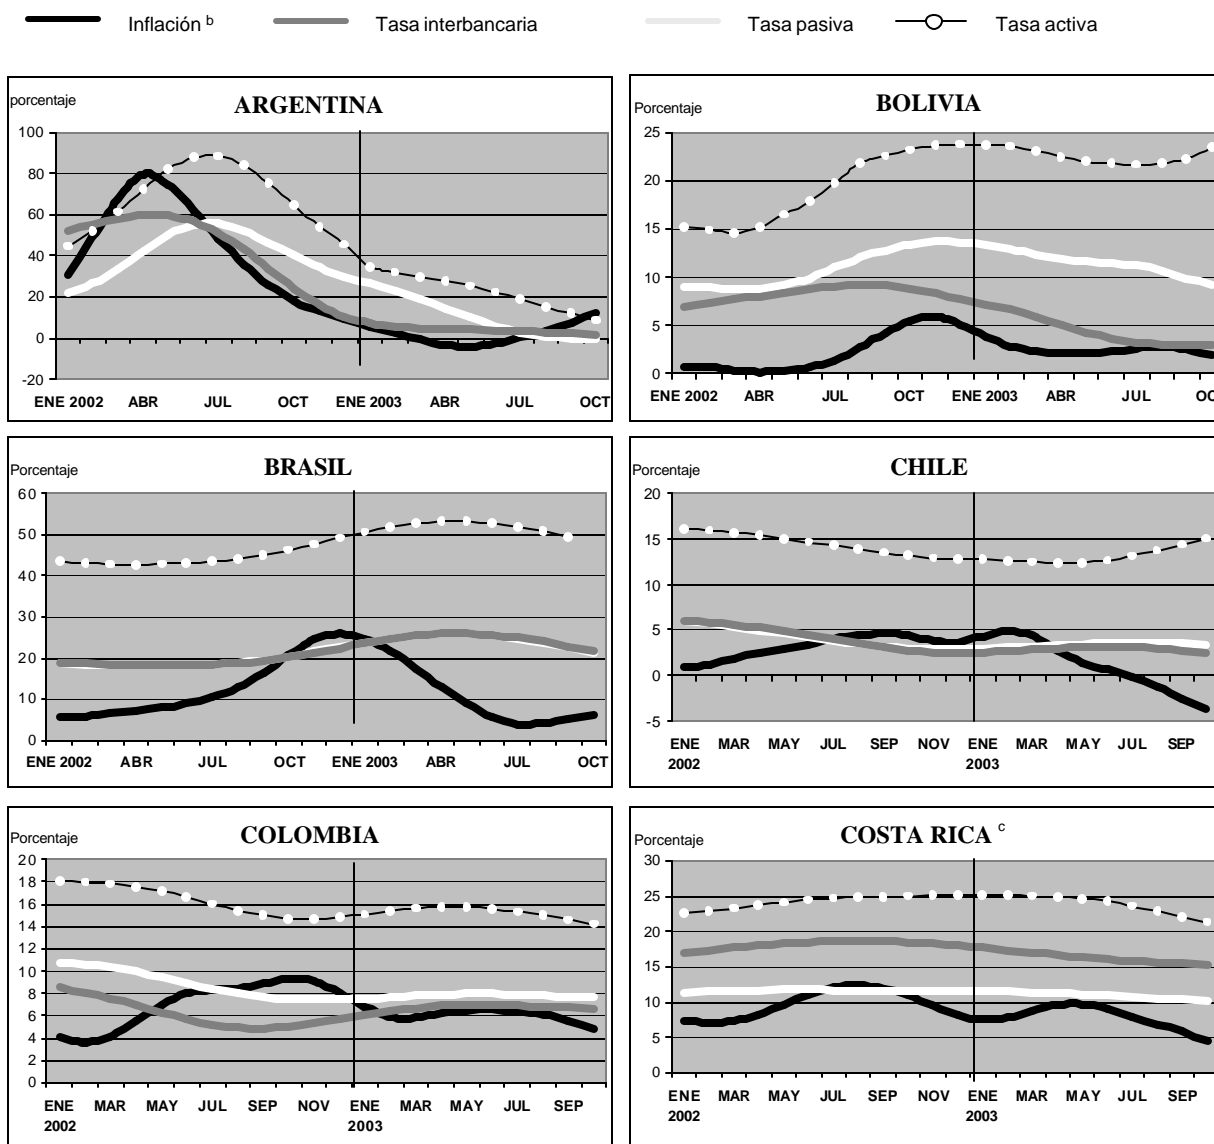 Inflación b Tasa interbancaria Tasa pasiva Tasa activa
porcentaje
ARGENTINA
100
80
60
40
20
0
-20
ENE 2002 ABR JUL OCT ENE 2003 ABR JUL OCT
Porcentaje
BOLIVIA
25
20
15
10
5
0
ENE 2002 ABR JUL OCT ENE 2003 ABR JUL OC
Porcentaje
BRASIL
60
50
40
30
20
10
0
ENE 2002 ABR JUL OCT ENE 2003 ABR JUL OCT
Porcentaje
CHILE
20
15
10
5
0
-5
ENE MAR MAY JUL SEP NOV ENE MAR MAY JUL SEP
2002 2003
Porcentaje
COLOMBIA
20
18
16
14
12
10
8
6
4
2
0
ENE MAR MAY JUL SEP NOV ENE MAR MAY JUL SEP
2002 2003
Porcentaje
COSTA RICA c
30
25
20
15
10
5
0
ENE MAR MAY JUL SEP NOV ENE MAR MAY JUL SEP
2002 2003